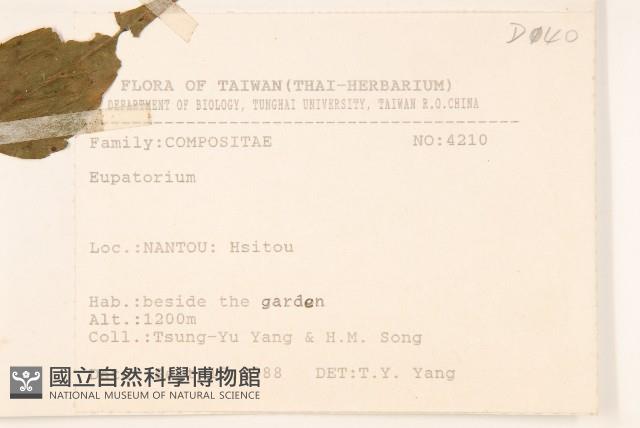 D040
FLORA OF TAIWAN(THAI-HERBARIUM)
DEPARTMENT OF BIOLOGY, TUNGHAI UNIVERSITY, TAIWAN R.O.CHINA
Family:COMPOSITAE NO:4210
Eupatorium
Loc.:NANTOU: Hsitou
Hab.:beside the garden
Alt.:1200m
Coll.:Tsung-Yu Yang & H.M. Song
88 DET:T.Y. Yang
國立自然科學博物館
NATIONAL MUSEUM OF NATURAL SCIENCE